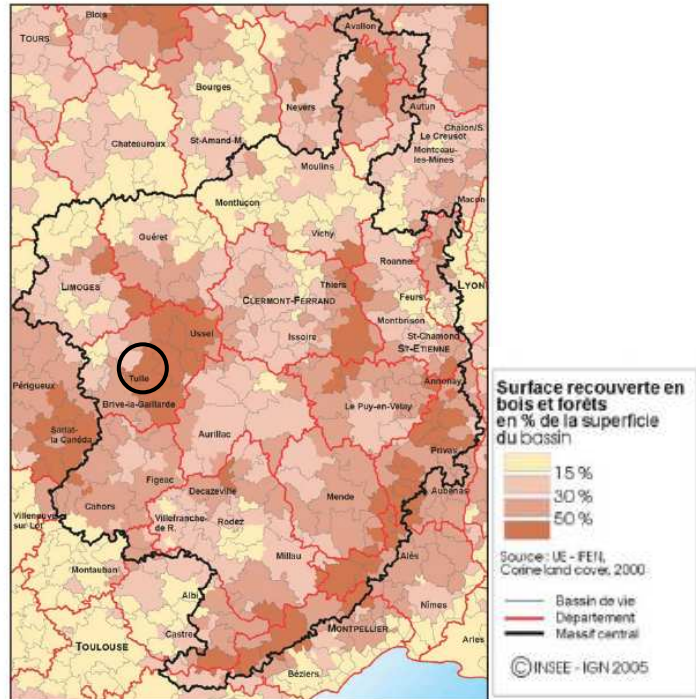 Blois
TOURS
Avallon
Bourges
Nevers
Autun
Chateauroux
St-Amand-M.
Chalon/S.
Le Creusot
Montceau-
les-Mines
Moulins
Montluçon
Macon
Guéret
Vichy
Roanne
LIMOGES
Thiers
LYON
CLERMONT-FERRAND
Feurs
Ussel
Montbrison
Issoire
St-Chamond
ST-ETIENNE
Tulle
Périgueux
Annonay
Brive-la-Gaillarde
Le Puy-en-Velay
Sarlat-
la Canéda
Aurillac
Privas
Figeac
Decazeville
Mende
Aubenas
Cahors
Villeneuve
sur-Lot
Villefranche-
de R.
Rodez
Millau
Alès
Montauban
Albi
Nîmes
Castres
MONTPELLIER
TOULOUSE
Arles
Béziers
Surface recouverte en
bois et forêts
en % de la superficie
du bassin
15 %
30 %
50 %
Source : UE - IFEN,
Corine land cover, 2000
Bassin de vie
Département
Massif central
© INSEE - IGN 2005